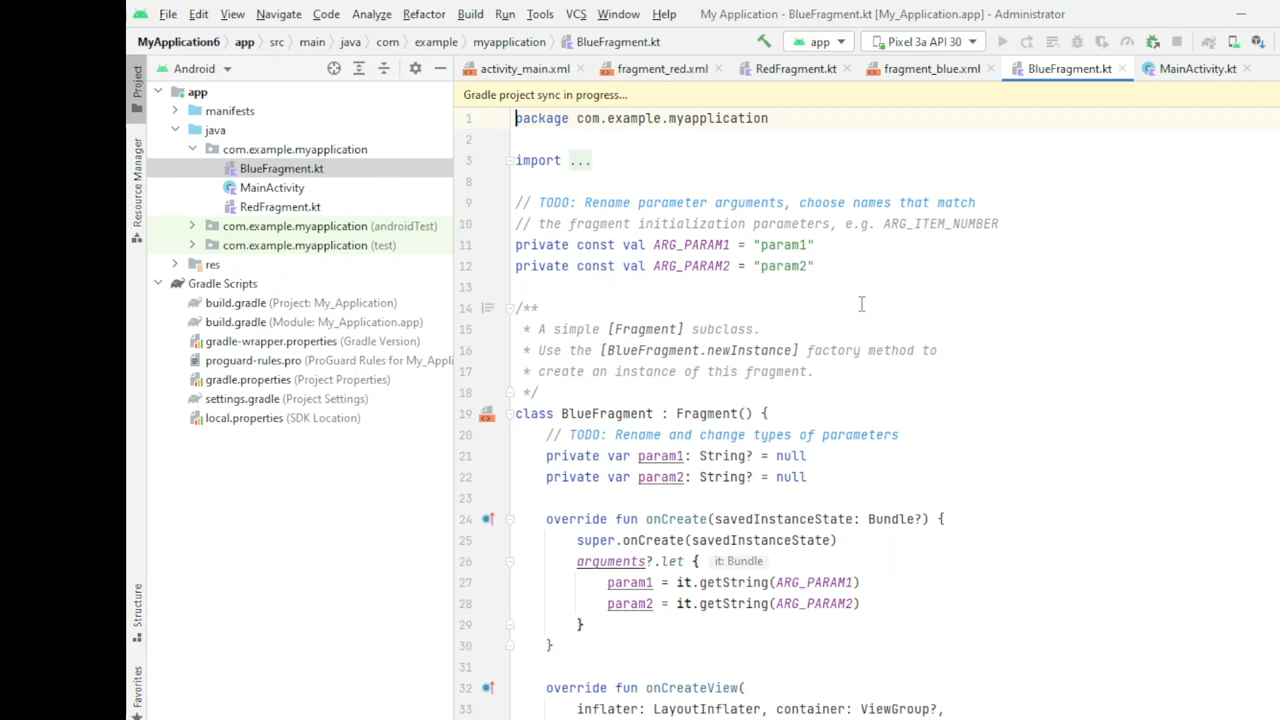 File Edit View Navigate Code Analyze Refactor Build Run Tools VCS Window Help My Application - BlueFragment.kt [My_Application.app] - Administrator
MyApplication6 app src main java com example myapplication BlueFragment.kt app Pixel 3a API 30
Project
Resource Manager
Structure
Favorites
Android
app
manifests
java
com.example.myapplication
BlueFragment.kt
MainActivity
RedFragment.kt
com.example.myapplication (androidTest)
com.example.myapplication (test)
res
Gradle Scripts
build.gradle (Project: My_Application)
build.gradle (Module: My_Application.app)
gradle-wrapper.properties (Gradle Version)
proguard-rules.pro (ProGuard Rules for My_Appl
gradle.properties (Project Properties)
settings.gradle (Project Settings)
local.properties (SDK Location)
activity_main.xml fragment_red.xml RedFragment.kt fragment_blue.xml BlueFragment.kt MainActivity.kt
Gradle project sync in progress...
1 package com.example.myapplication
2
3 import ...
8
9 // TODO: Rename parameter arguments, choose names that match
10 // the fragment initialization parameters, e.g. ARG_ITEM_NUMBER
11 private const val ARG_PARAM1 = "param1"
12 private const val ARG_PARAM2 = "param2"
13
14 /**
15 * A simple [Fragment] subclass.
16 * Use the [BlueFragment.newInstance] factory method to
17 * create an instance of this fragment.
18 */
19 class BlueFragment : Fragment() {
20 // TODO: Rename and change types of parameters
21 private var param1: String? = null
22 private var param2: String? = null
23
24 override fun onCreate(savedInstanceState: Bundle?) {
25 super.onCreate(savedInstanceState)
26 arguments?.let { it: Bundle
27 param1 = it.getString(ARG_PARAM1)
28 param2 = it.getString(ARG_PARAM2)
29 }
30 }
31
32 override fun onCreateView(
33 inflater: LayoutInflater, container: ViewGroup?,